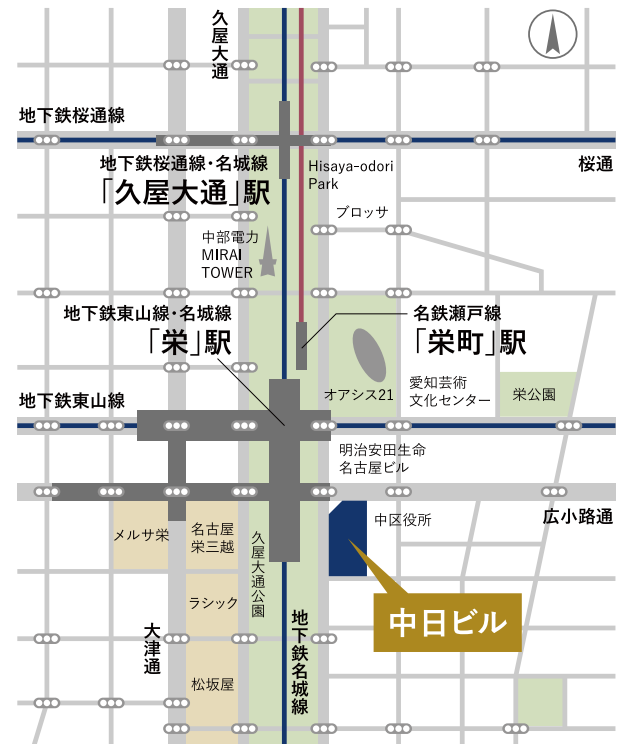 久屋大通
地下鉄桜通線
地下鉄桜通線・名城線
「久屋大通」駅
Hisaya-odori
Park
桜通
ブロッサ
中部電力
MIRAI
TOWER
地下鉄東山線・名城線
「栄」駅
名鉄瀬戸線
「栄町」駅
オアシス21
愛知芸術
文化センター
栄公園
地下鉄東山線
明治安田生命
名古屋ビル
広小路通
メルサ栄
名古屋
栄三越
久屋大通公園
中区役所
ラシック
大津通
地下鉄名城線
中日ビル
松坂屋